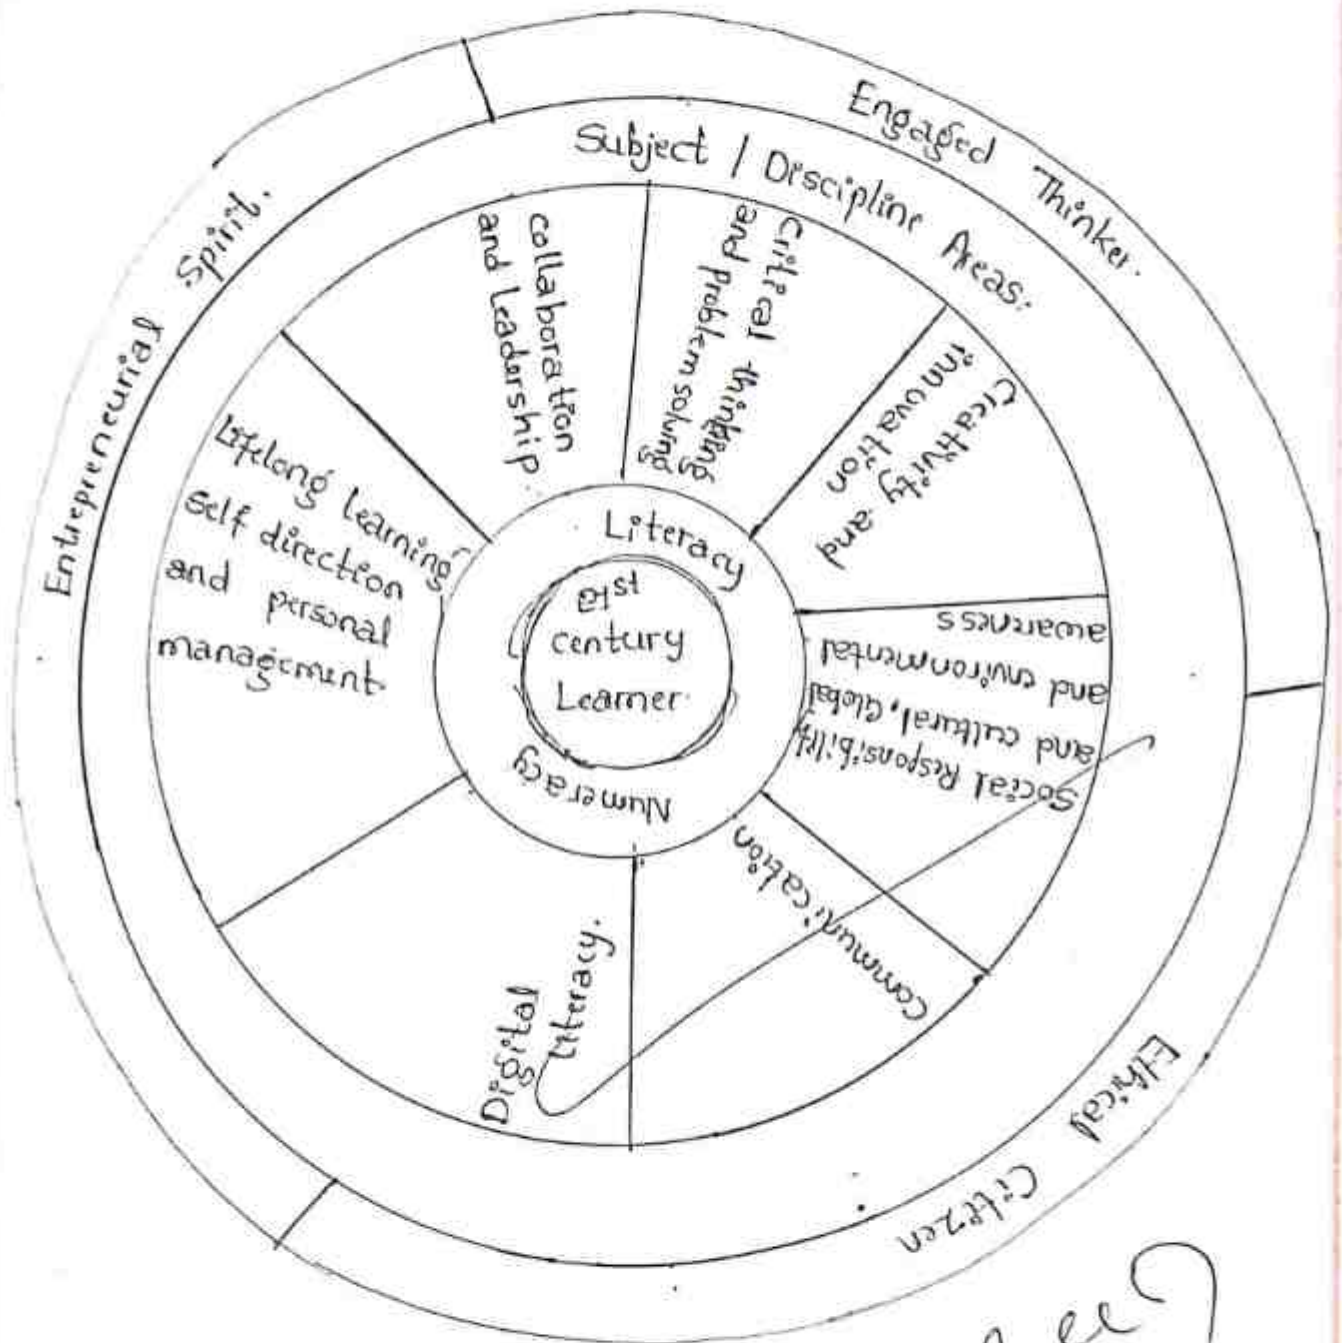 Engaged Thinker.
Subject / Discipline Areas.
Entrepreneurial Spirit.
Ethical Citizen
collaboration
and Leadership
Critical thinking
and problem solving
Creativity and
innovation
Social Responsibility
and cultural, Global
and environmental
awareness
Communication
Digital
literacy.
Lifelong learning
Self direction
and personal
management.
Literacy
21st
century
Learner.
Numeracy